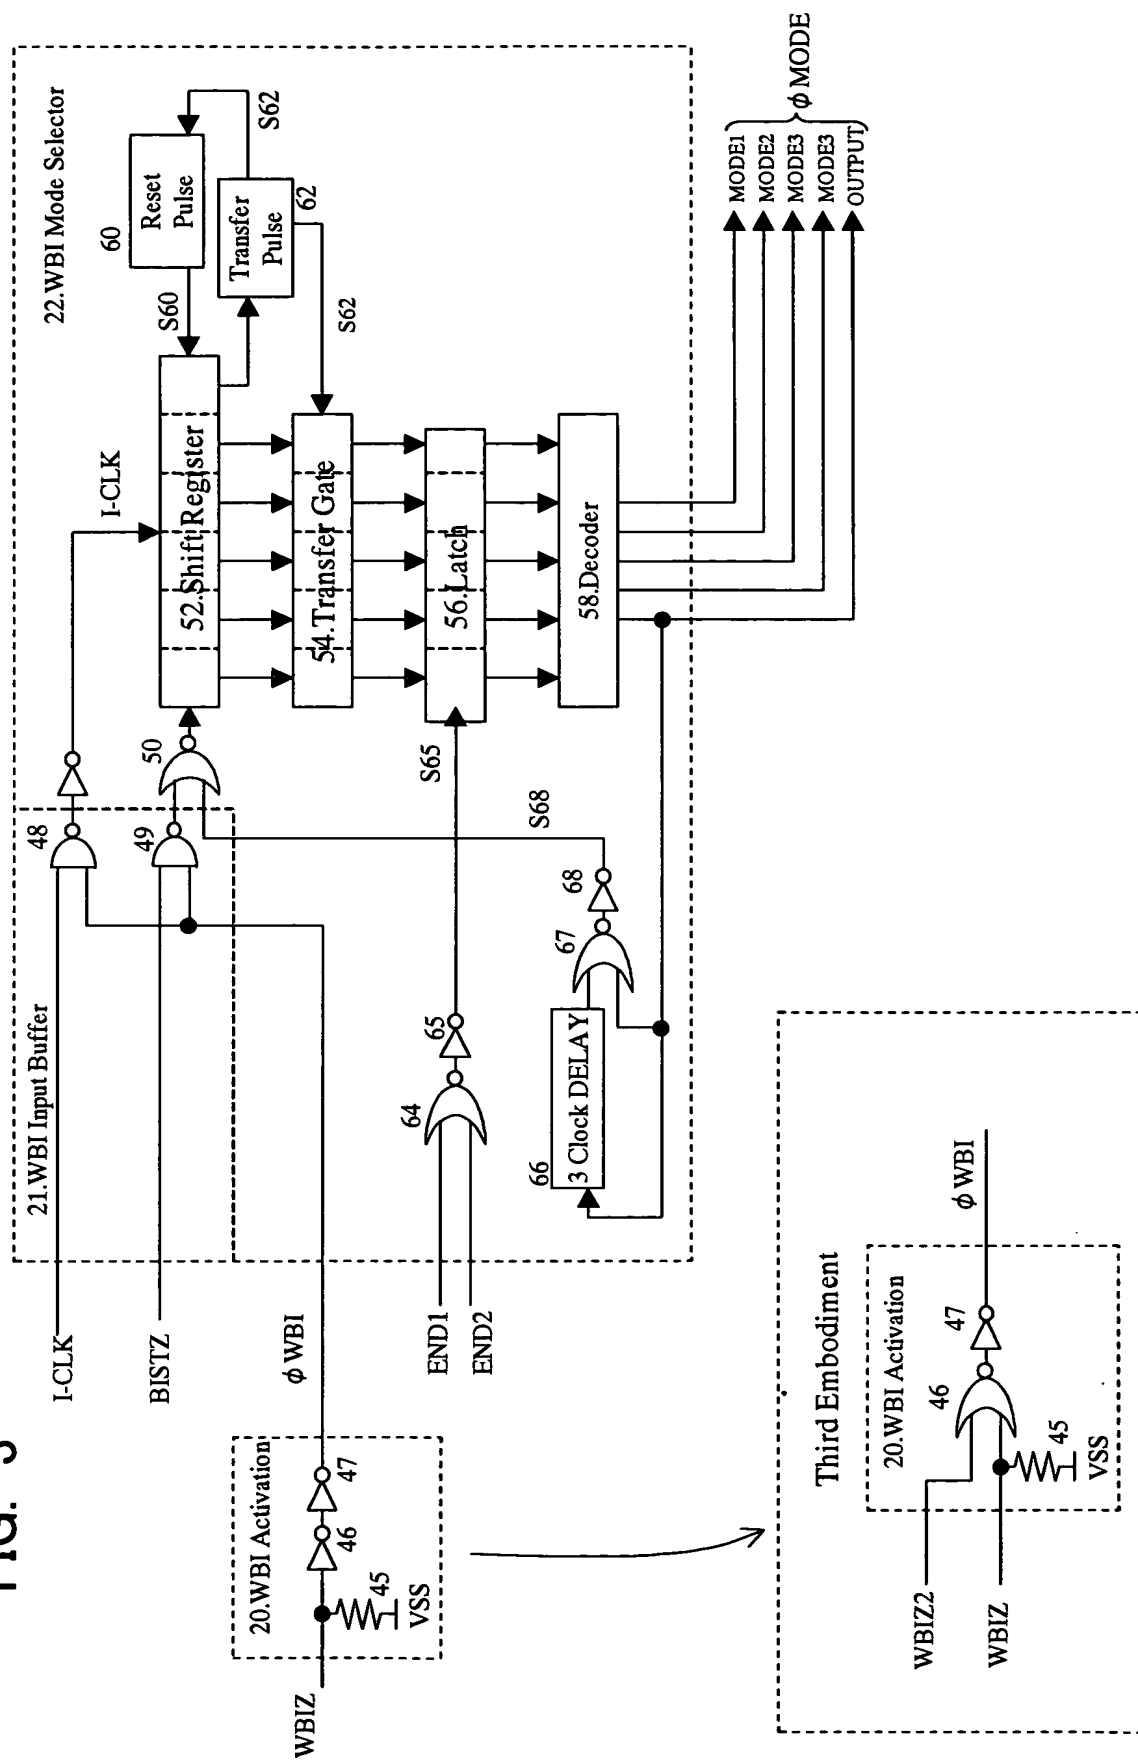 FIG. 5
22.WBI Mode Selector
21.WBI Input Buffer
I-CLK
BISTZ
48
49
50
I-CLK
52.Shift Register
S60
60
Reset
Pulse
S62
Transfer
Pulse
62
S62
54.Transfer Gate
56.Latch
58.Decoder
WBIZ
20.WBI Activation
45
VSS
46
47
ϕ WBI
END1
END2
64
65
S65
66
3 Clock DELAY
67
68
S68
MODE1
MODE2
MODE3
MODE3
OUTPUT
ϕ MODE
Third Embodiment
20.WBI Activation
WBIZ2
WBIZ
46
47
45
VSS
ϕ WBI